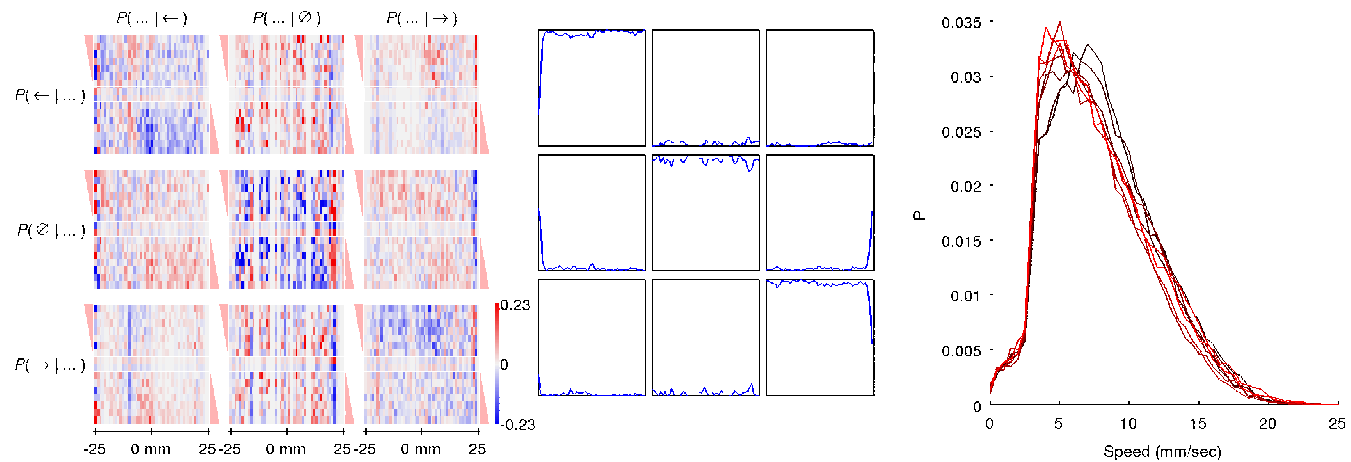 P( ... | ← ) P( ... | ∅ ) P( ... | → )
P( ← | ... )
P( ∅ | ... )
P( → | ... )
0.23
0
-0.23
-25 0 mm 25 -25 0 mm 25 -25 0 mm 25
0.035
0.03
0.025
0.02
0.015
0.01
0.005
0
P
0 5 10 15 20 25
Speed (mm/sec)